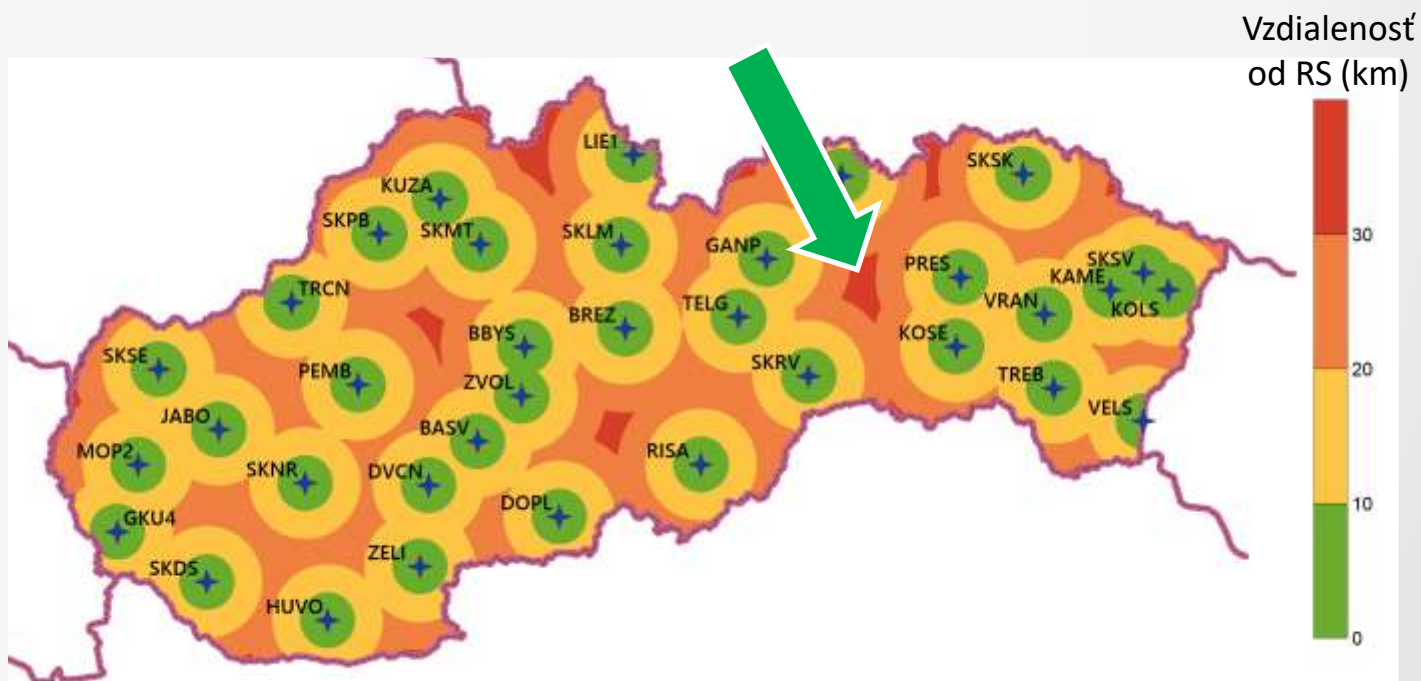 Vzdialenosť
od RS (km)
LIE1
SKSK
KUZA
SKPB
SKMT
SKLM
GANP
PRES
SKSV
KAME
KOLS
TRCN
VRAN
TELG
BREZ
BBYS
KOSE
SKSE
PEMB
ZVOL
SKRV
TREB
JABO
BASV
VELS
MOP2
SKNR
DVCN
RISA
DOPL
GKU4
SKDS
ZELI
HUVO
30
20
10
0